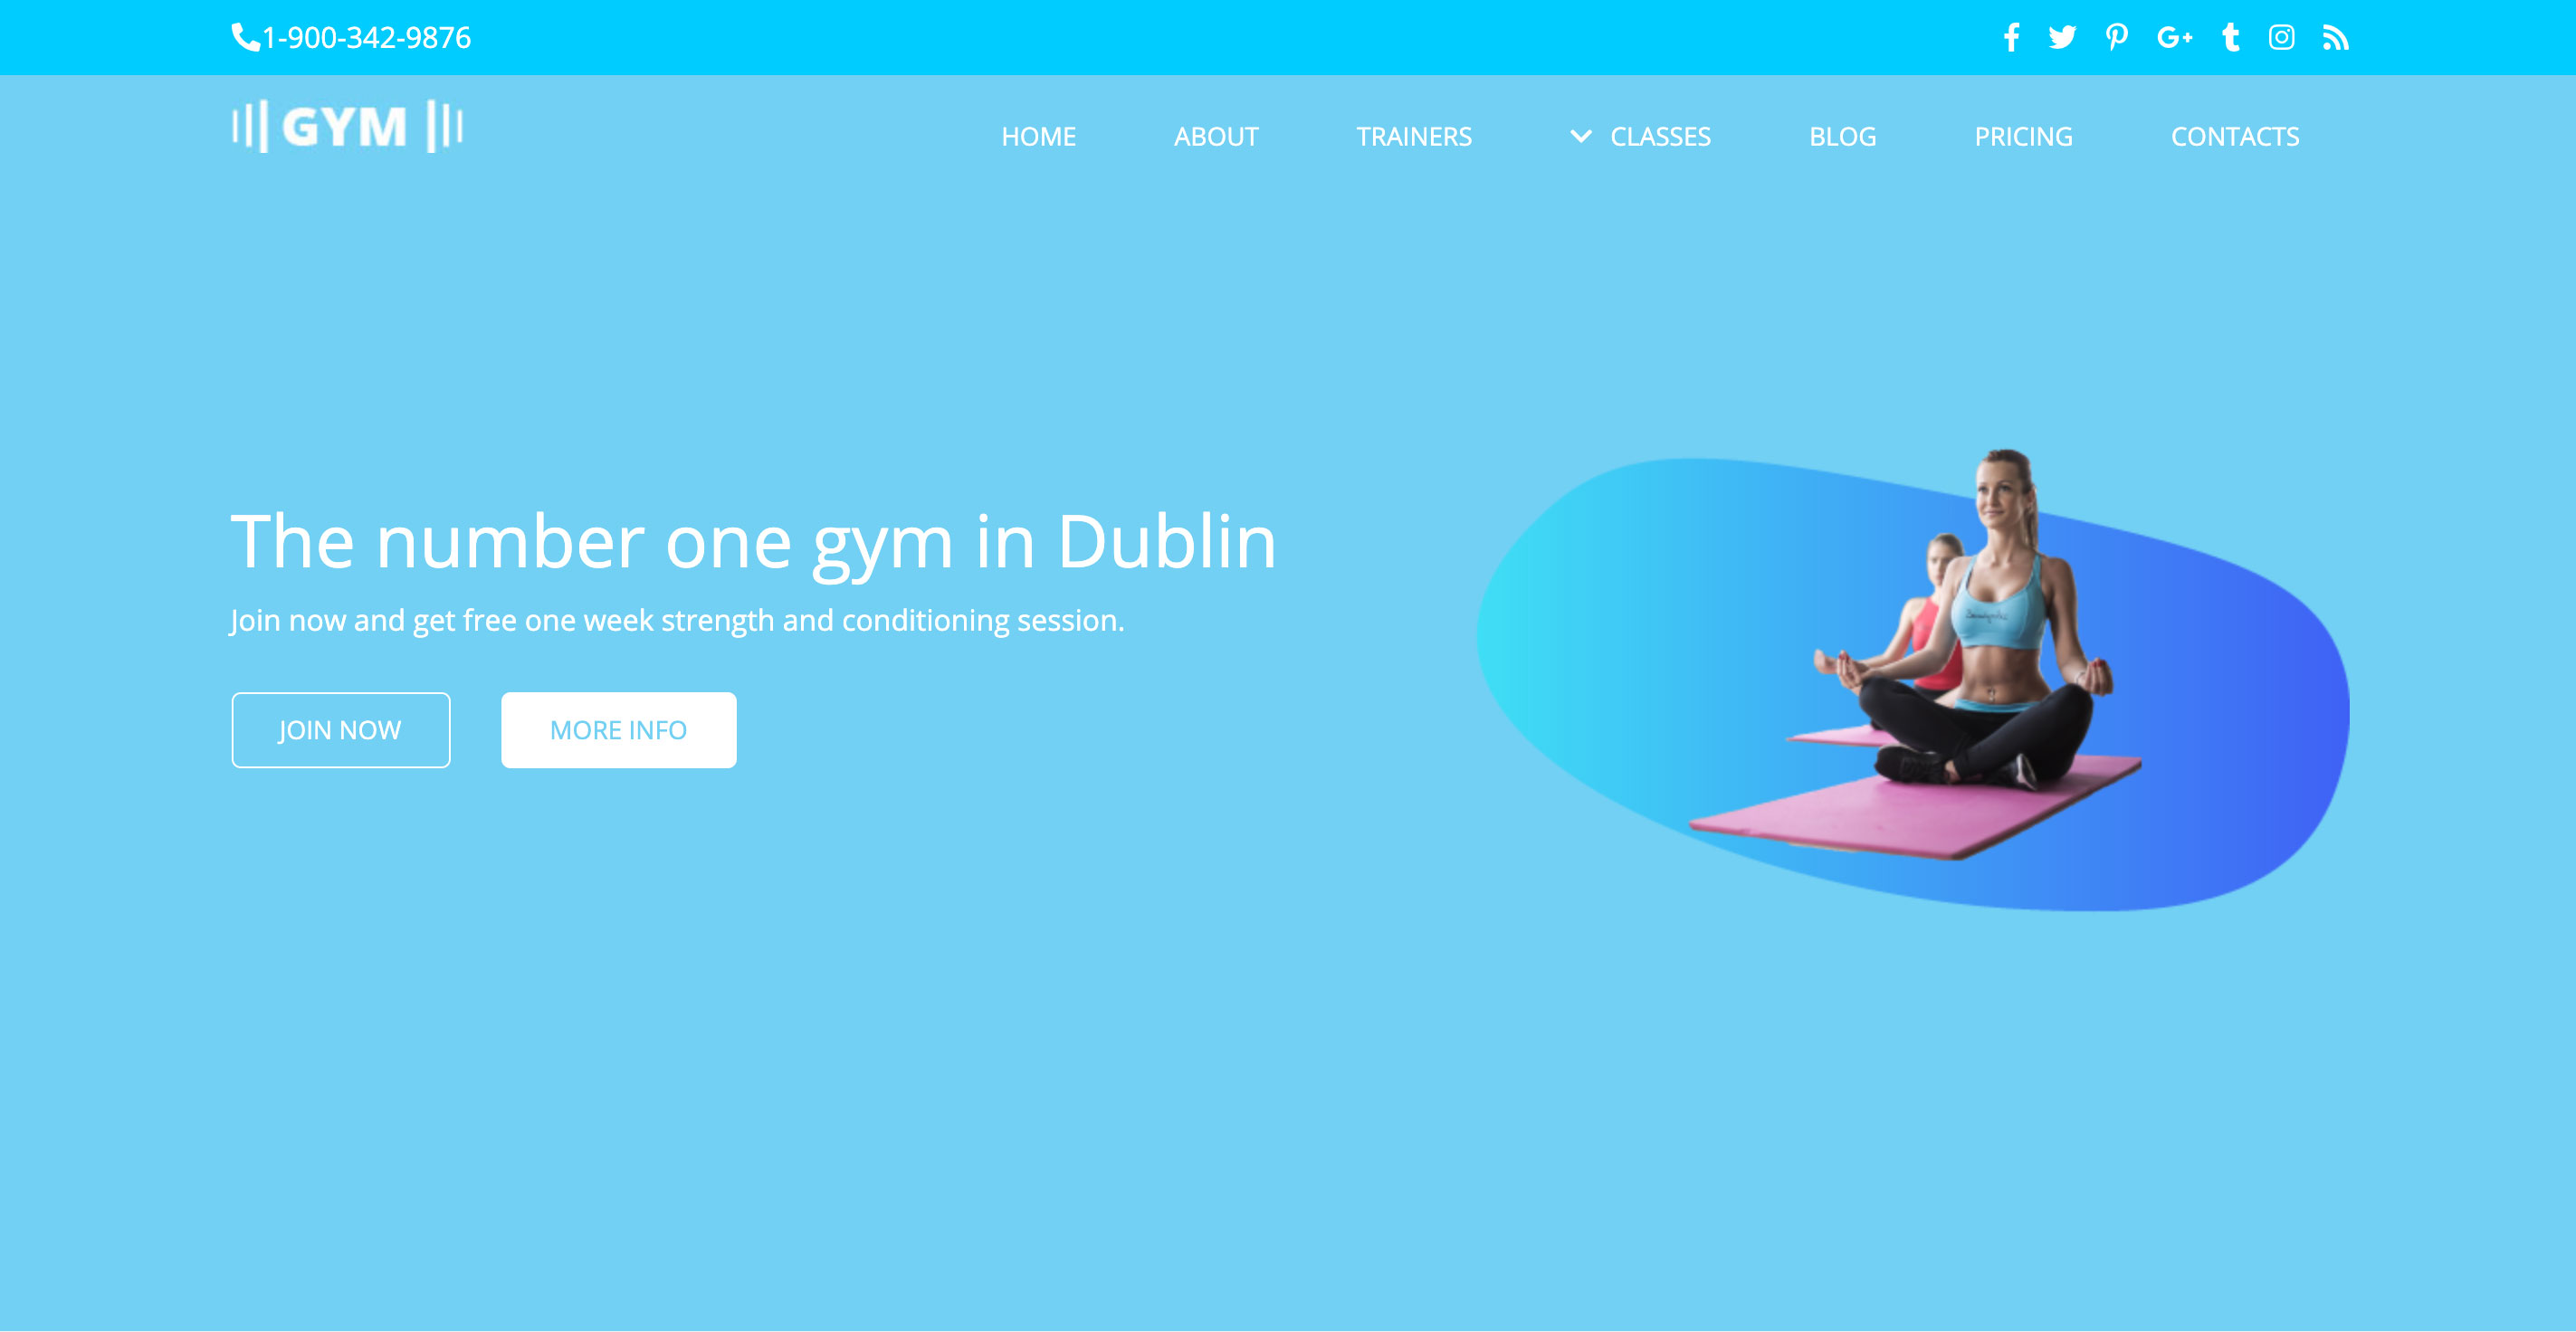 1-900-342-9876
GYM
HOME ABOUT TRAINERS CLASSES BLOG PRICING CONTACTS
The number one gym in Dublin
Join now and get free one week strength and conditioning session.
JOIN NOW MORE INFO